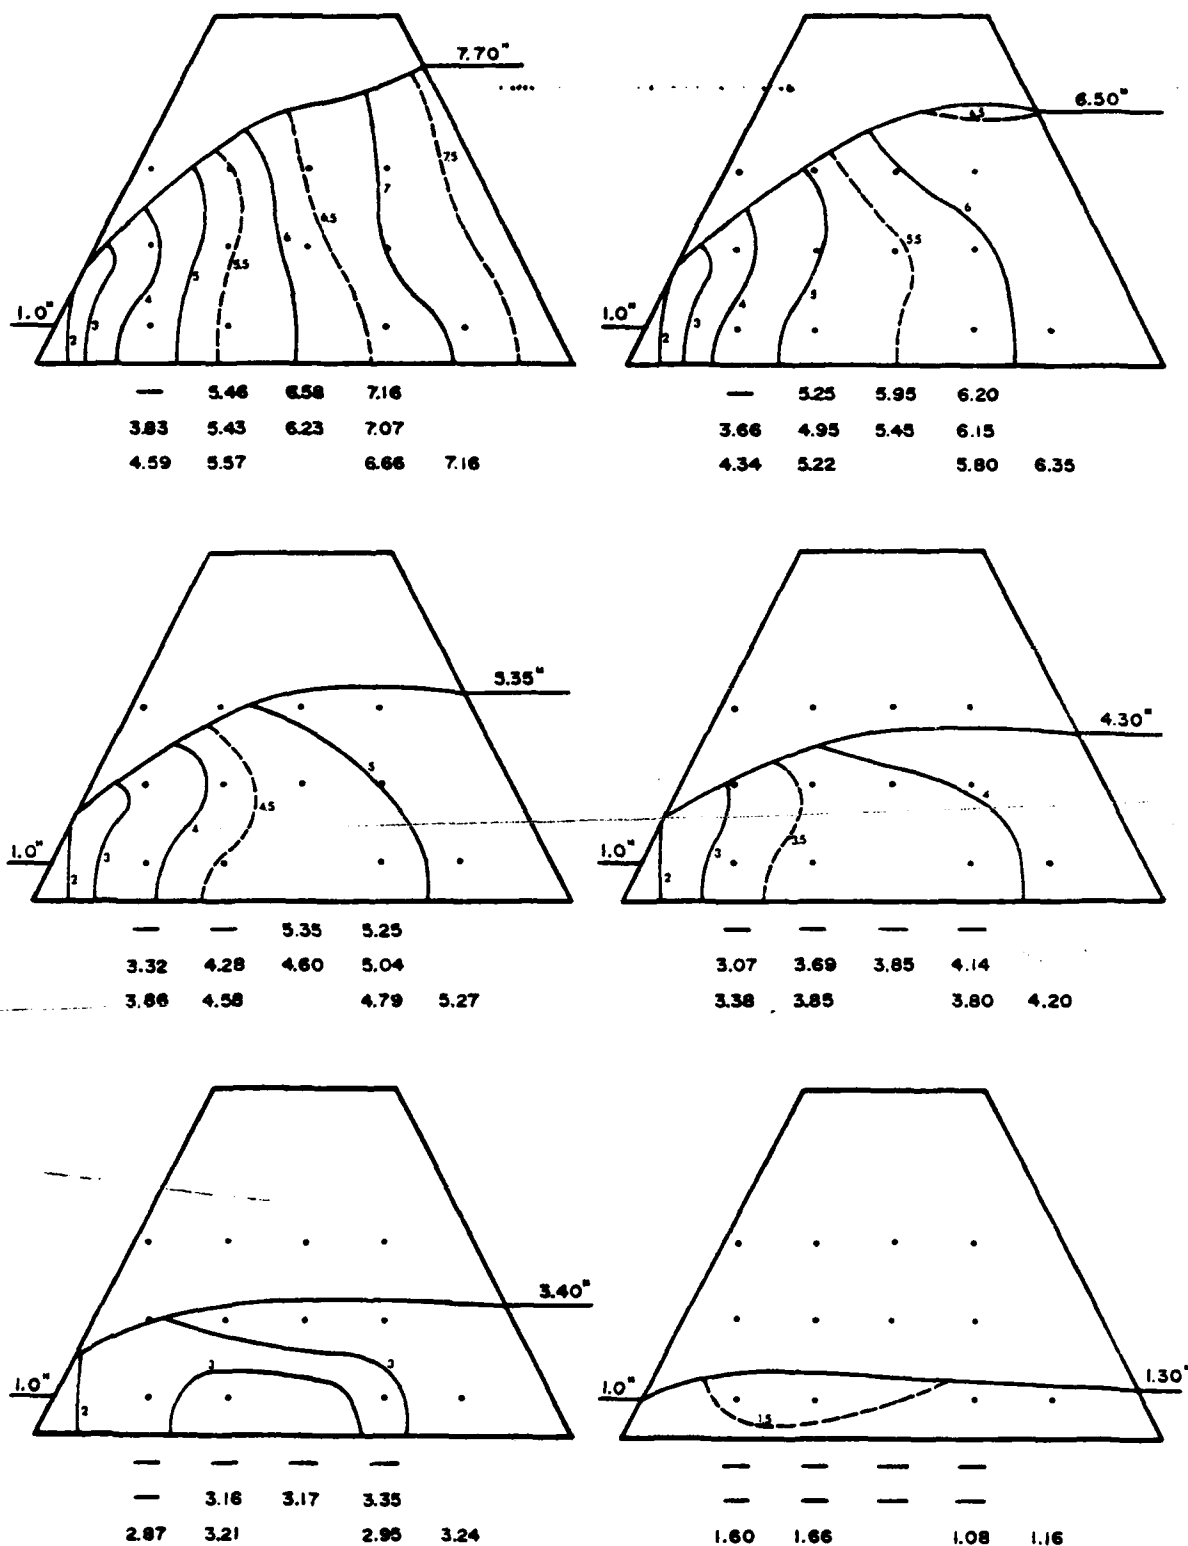 7.70"
7.5
7
6.5
6
5.5
5
4
3
2
1.0"
— 5.46 6.58 7.16
3.83 5.43 6.23 7.07
4.59 5.57 6.66 7.16
6.50"
6.5
6
5.5
5
4
3
2
1.0"
— 5.25 5.95 6.20
3.66 4.95 5.45 6.15
4.34 5.22 5.80 6.35
5.35"
5
4.5
4
3
2
1.0"
— — 5.35 5.25
3.32 4.28 4.60 5.04
3.86 4.58 4.79 5.27
4.30"
4
3.5
3
2
1.0"
— — — —
3.07 3.69 3.85 4.14
3.38 3.85 3.80 4.20
3.40"
3
3
2
1.0"
— — — —
— 3.16 3.17 3.35
2.87 3.21 2.95 3.24
1.30"
1.0"
1.5
— — — —
— — — —
1.60 1.66 1.08 1.16